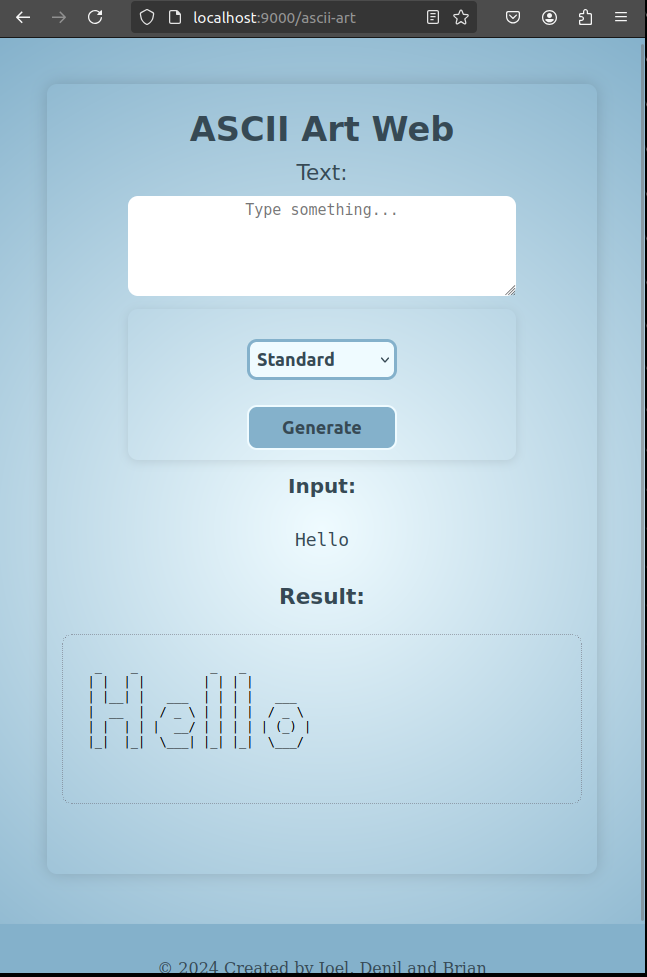 localhost:9000/ascii-art
ASCII Art Web
Text:
Type something...
Standard
Generate
Input:
Hello
Result:
 _    _          _   _
| |  | |        | | | |
| |__| |   ___  | | | |   ___
|  __  |  / _ \ | | | |  / _ \
| |  | | |  __/ | | | | | (_) |
|_|  |_|  \___| |_| |_|  \___/
© 2024 Created by Joel, Denil and Brian